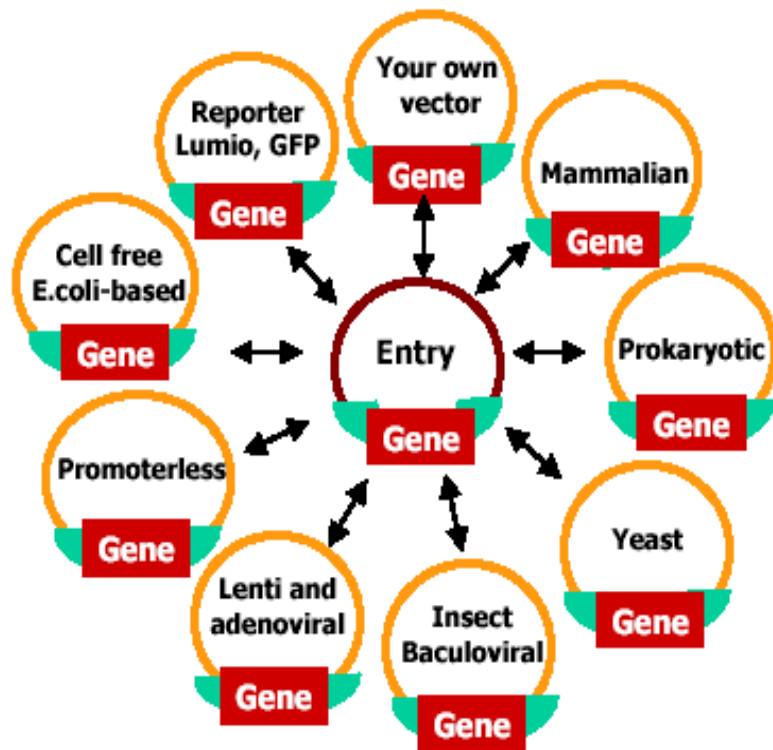 Your own
vector
Gene
Reporter
Lumio, GFP
Gene
Mammalian
Gene
Cell free
E.coli-based
Gene
Entry
Gene
Prokaryotic
Gene
Promoterless
Gene
Yeast
Gene
Lenti and
adenoviral
Gene
Insect
Baculoviral
Gene